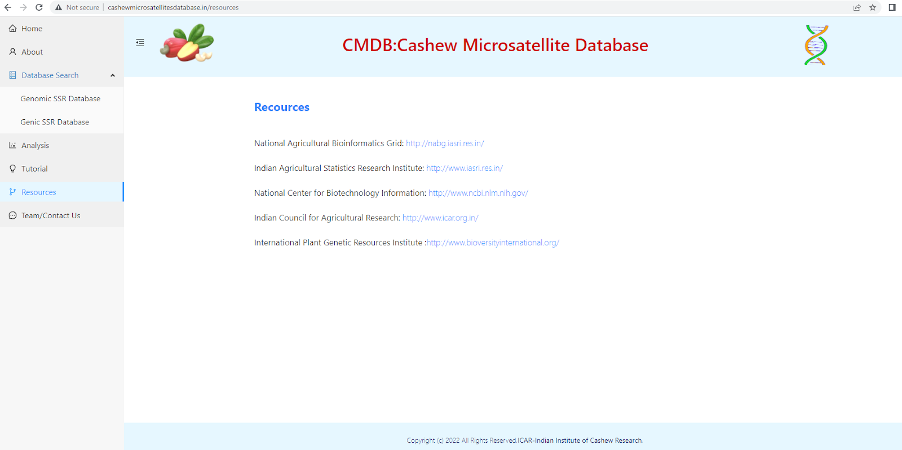 Not secure | cashewmicrosatellitesdatabase.in/resources
CMDB:Cashew Microsatellite Database
Home
About
Database Search
Genomic SSR Database
Genic SSR Database
Analysis
Tutorial
Resources
Team/Contact Us
Recources
National Agricultural Bioinformatics Grid: http://nabg.iasri.res.in/
Indian Agricultural Statistics Research Institute: http://www.iasri.res.in/
National Center for Biotechnology Information: http://www.ncbi.nlm.nih.gov/
Indian Council for Agricultural Research: http://www.icar.org.in/
International Plant Genetic Resources Institute :http://www.bioversityinternational.org/
Copyright (c) 2022 All Rights Reserved.ICAR-Indian Institute of Cashew Research.